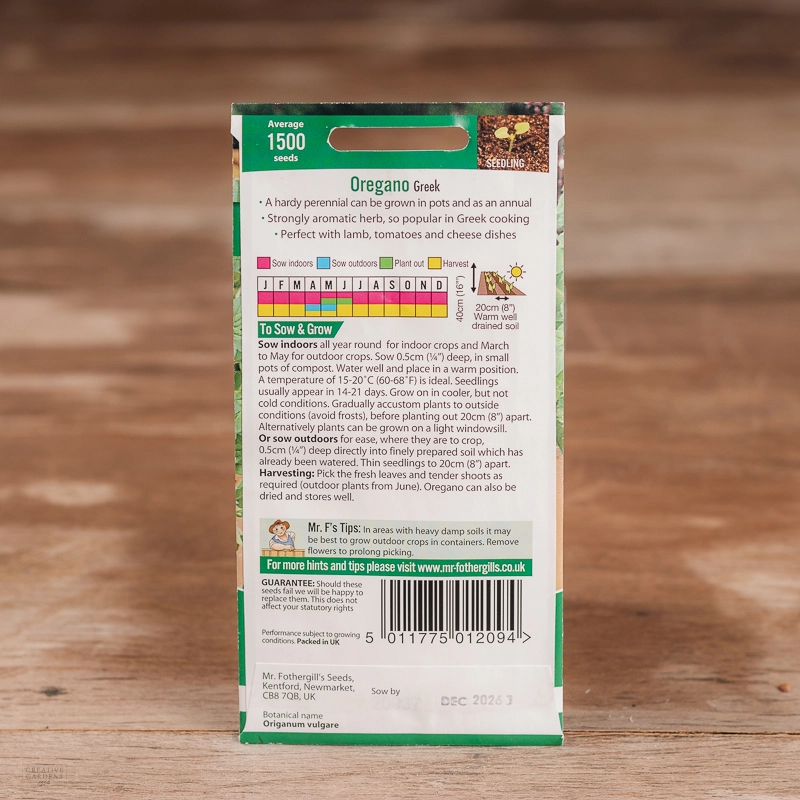 Average
1500
seeds
SEEDLING
Oregano Greek
• A hardy perennial can be grown in pots and as an annual
• Strongly aromatic herb, so popular in Greek cooking
• Perfect with lamb, tomatoes and cheese dishes
Sow indoors Sow outdoors Plant out Harvest
J F M A M J J A S O N D
40cm (16")
20cm (8")
Warm well
drained soil
To Sow & Grow
Sow indoors all year round for indoor crops and March
to May for outdoor crops. Sow 0.5cm (¼") deep, in small
pots of compost. Water well and place in a warm position.
A temperature of 15-20˚C (60-68˚F) is ideal. Seedlings
usually appear in 14-21 days. Grow on in cooler, but not
cold conditions. Gradually accustom plants to outside
conditions (avoid frosts), before planting out 20cm (8") apart.
Alternatively plants can be grown on a light windowsill.
Or sow outdoors for ease, where they are to crop,
0.5cm (¼") deep directly into finely prepared soil which has
already been watered. Thin seedlings to 20cm (8") apart.
Harvesting: Pick the fresh leaves and tender shoots as
required (outdoor plants from June). Oregano can also be
dried and stores well.
Mr. F's Tips: In areas with heavy damp soils it may
be best to grow outdoor crops in containers. Remove
flowers to prolong picking.
For more hints and tips please visit www.mr-fothergills.co.uk
GUARANTEE: Should these
seeds fail we will be happy to
replace them. This does not
affect your statutory rights
Performance subject to growing
conditions. Packed in UK
5 011775 012094 >
Mr. Fothergill's Seeds,
Kentford, Newmarket,
CB8 7QB, UK
Sow by
DEC 2026 3
Botanical name
Origanum vulgare
CREATIVE
GARDENS